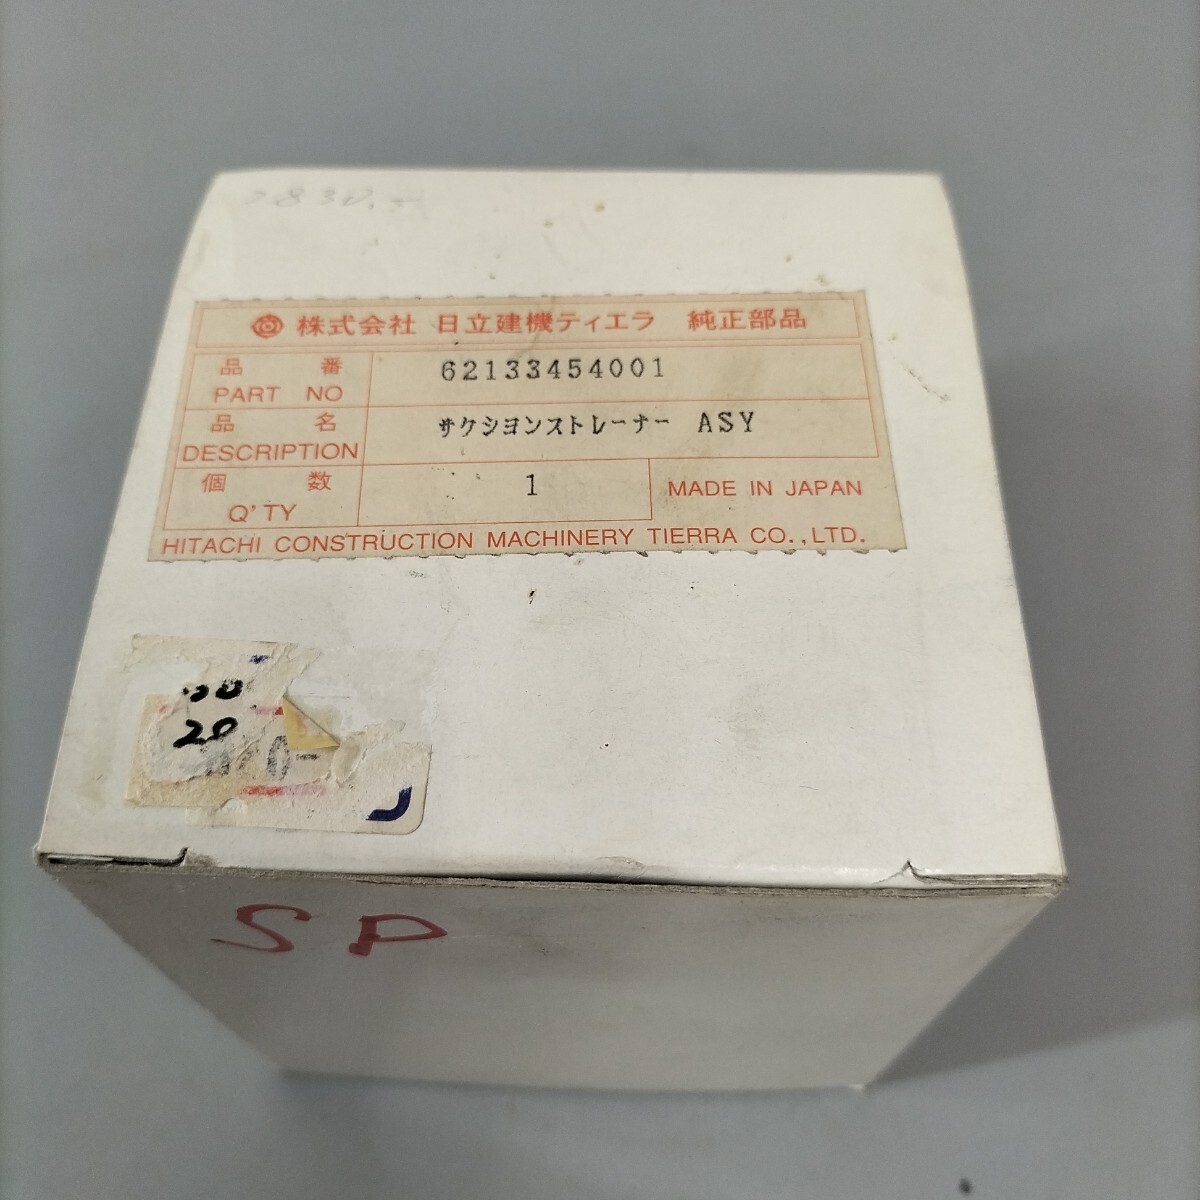 株式会社 日立建機ティエラ 純正部品
品番 62133454001
PART NO
品名 サクシヨンストレーナー ASY
DESCRIPTION
個数 1 MADE IN JAPAN
Q'TY
HITACHI CONSTRUCTION MACHINERY TIERRA CO.,LTD.
20
SP